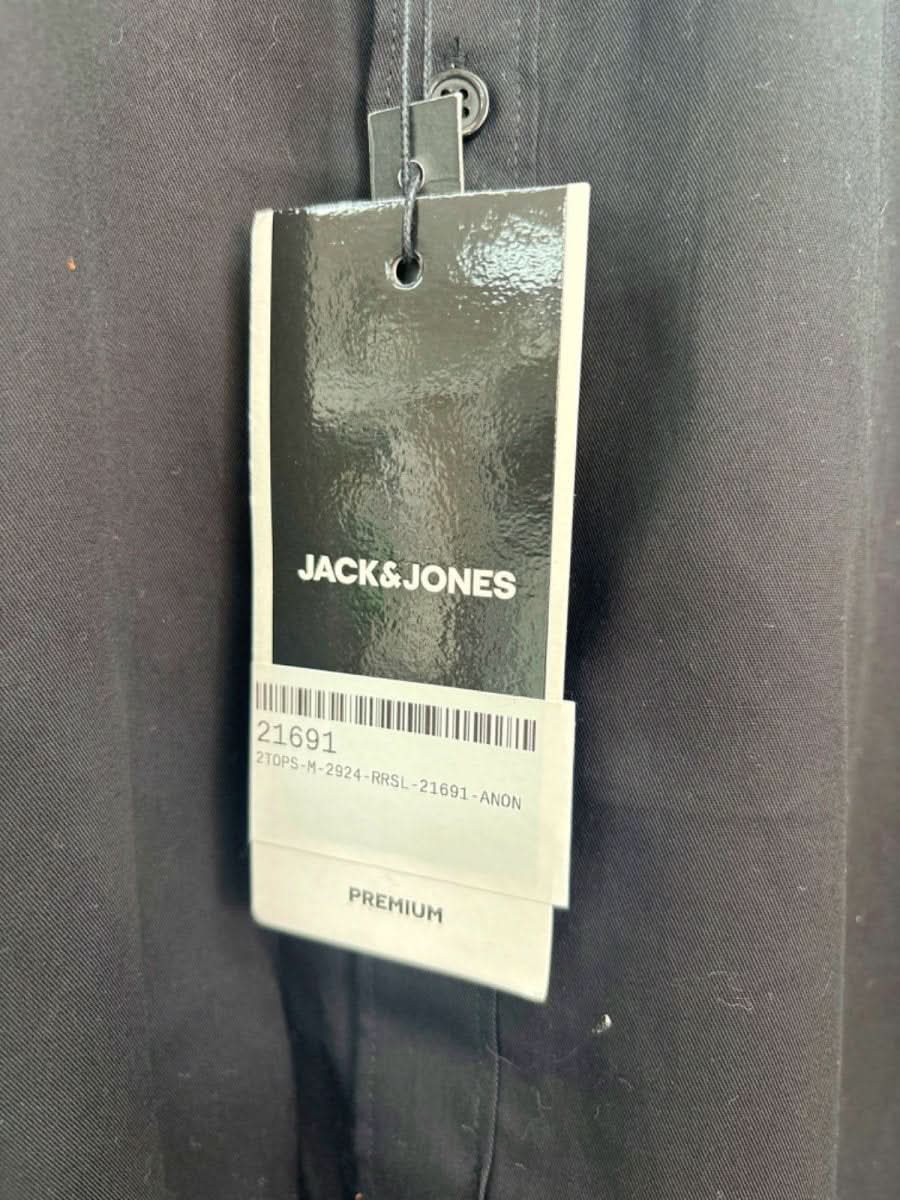 JACK&JONES
21691
2TOPS-M-2924-RRSL-21691-ANON
PREMIUM